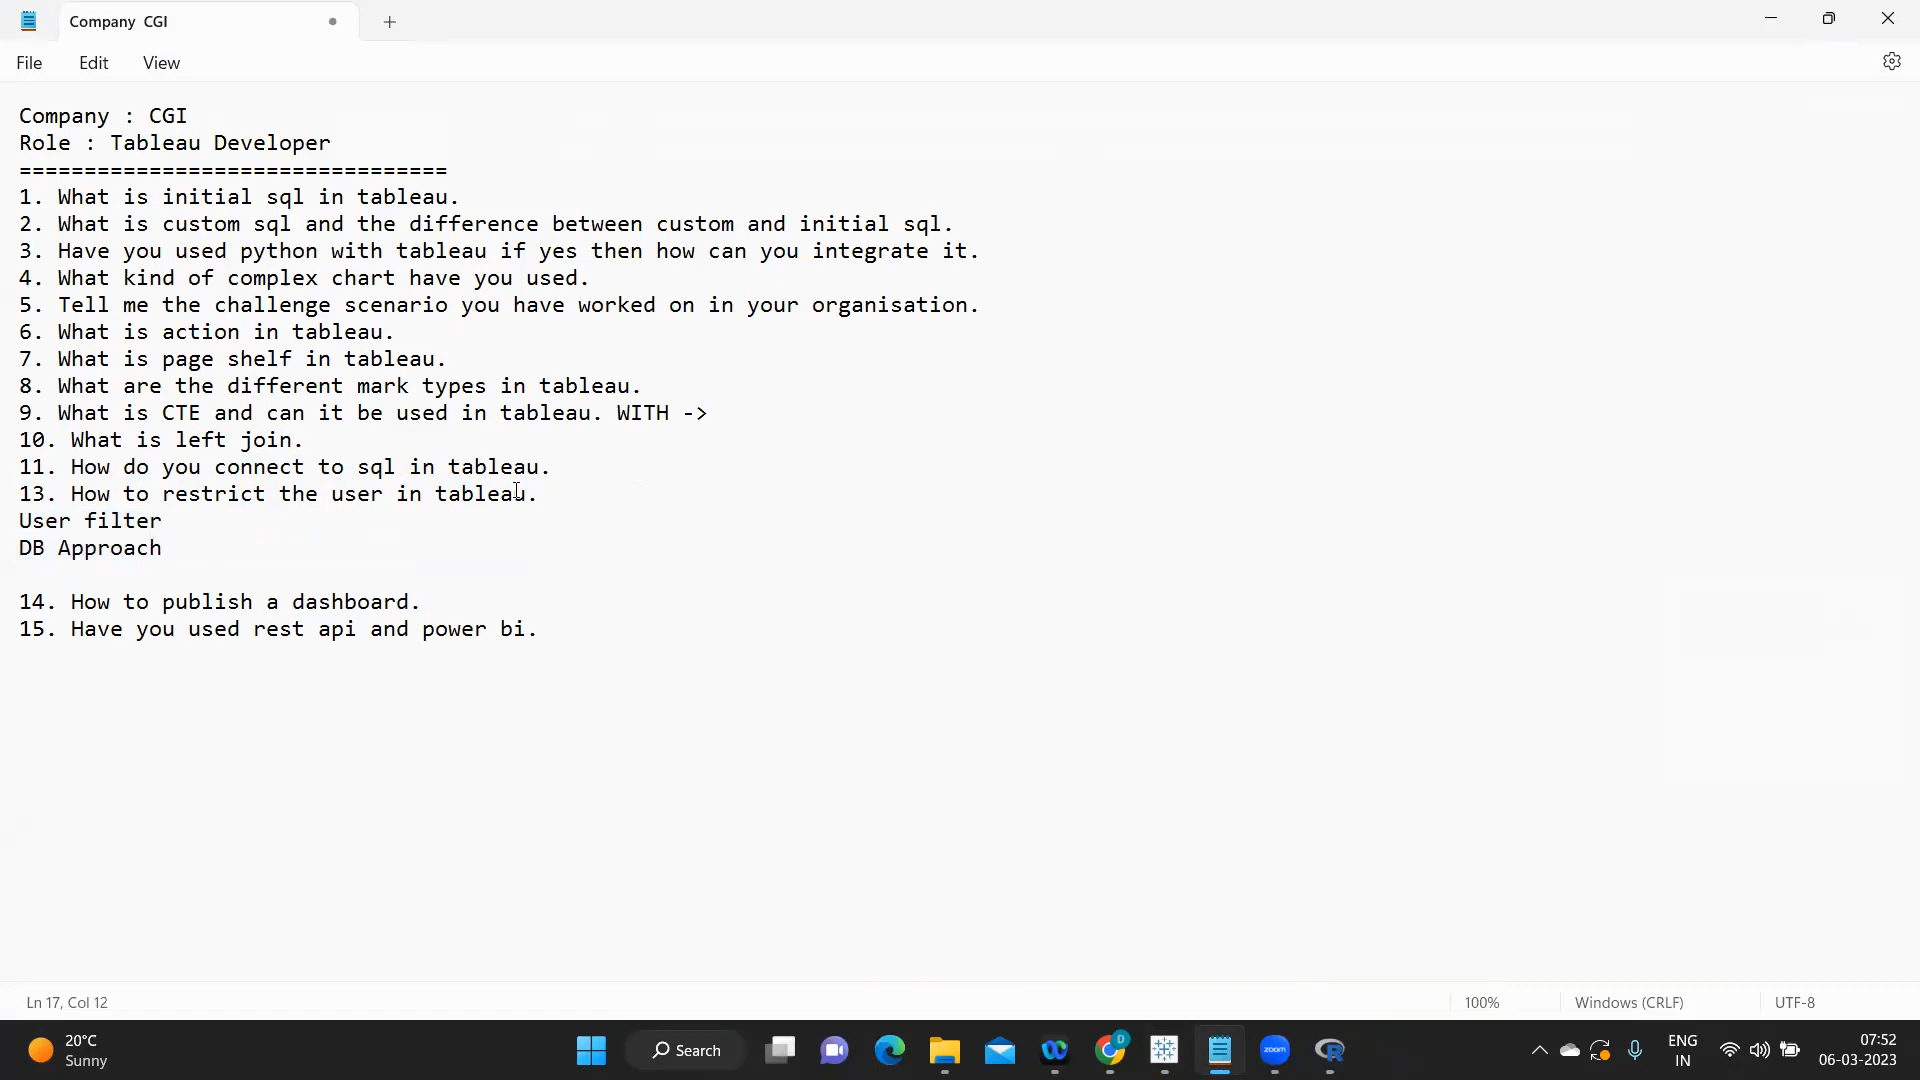 Company CGI
File Edit View
Company : CGI
Role : Tableau Developer
=================================
1. What is initial sql in tableau.
2. What is custom sql and the difference between custom and initial sql.
3. Have you used python with tableau if yes then how can you integrate it.
4. What kind of complex chart have you used.
5. Tell me the challenge scenario you have worked on in your organisation.
6. What is action in tableau.
7. What is page shelf in tableau.
8. What are the different mark types in tableau.
9. What is CTE and can it be used in tableau. WITH ->
10. What is left join.
11. How do you connect to sql in tableau.
13. How to restrict the user in tableau.
User filter
DB Approach
14. How to publish a dashboard.
15. Have you used rest api and power bi.
Ln 17, Col 12 100% Windows (CRLF) UTF-8
20°C
Sunny
Search
D
zoom
R
ENG
IN
07:52
06-03-2023